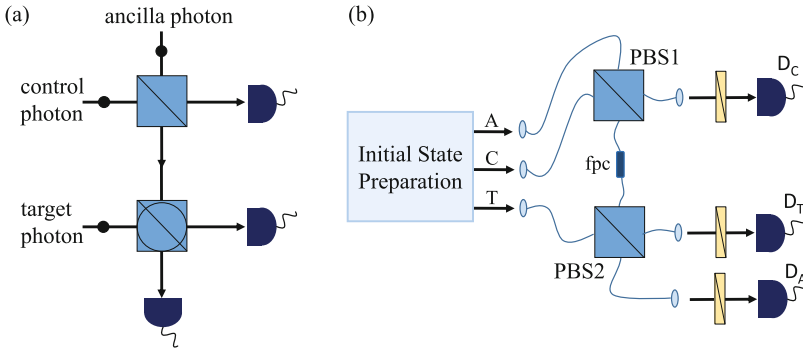 (a)
ancilla photon
control
photon
target
photon
(b)
A
C
T
Initial State
Preparation
PBS1
fpc
PBS2
D_C
D_T
D_A